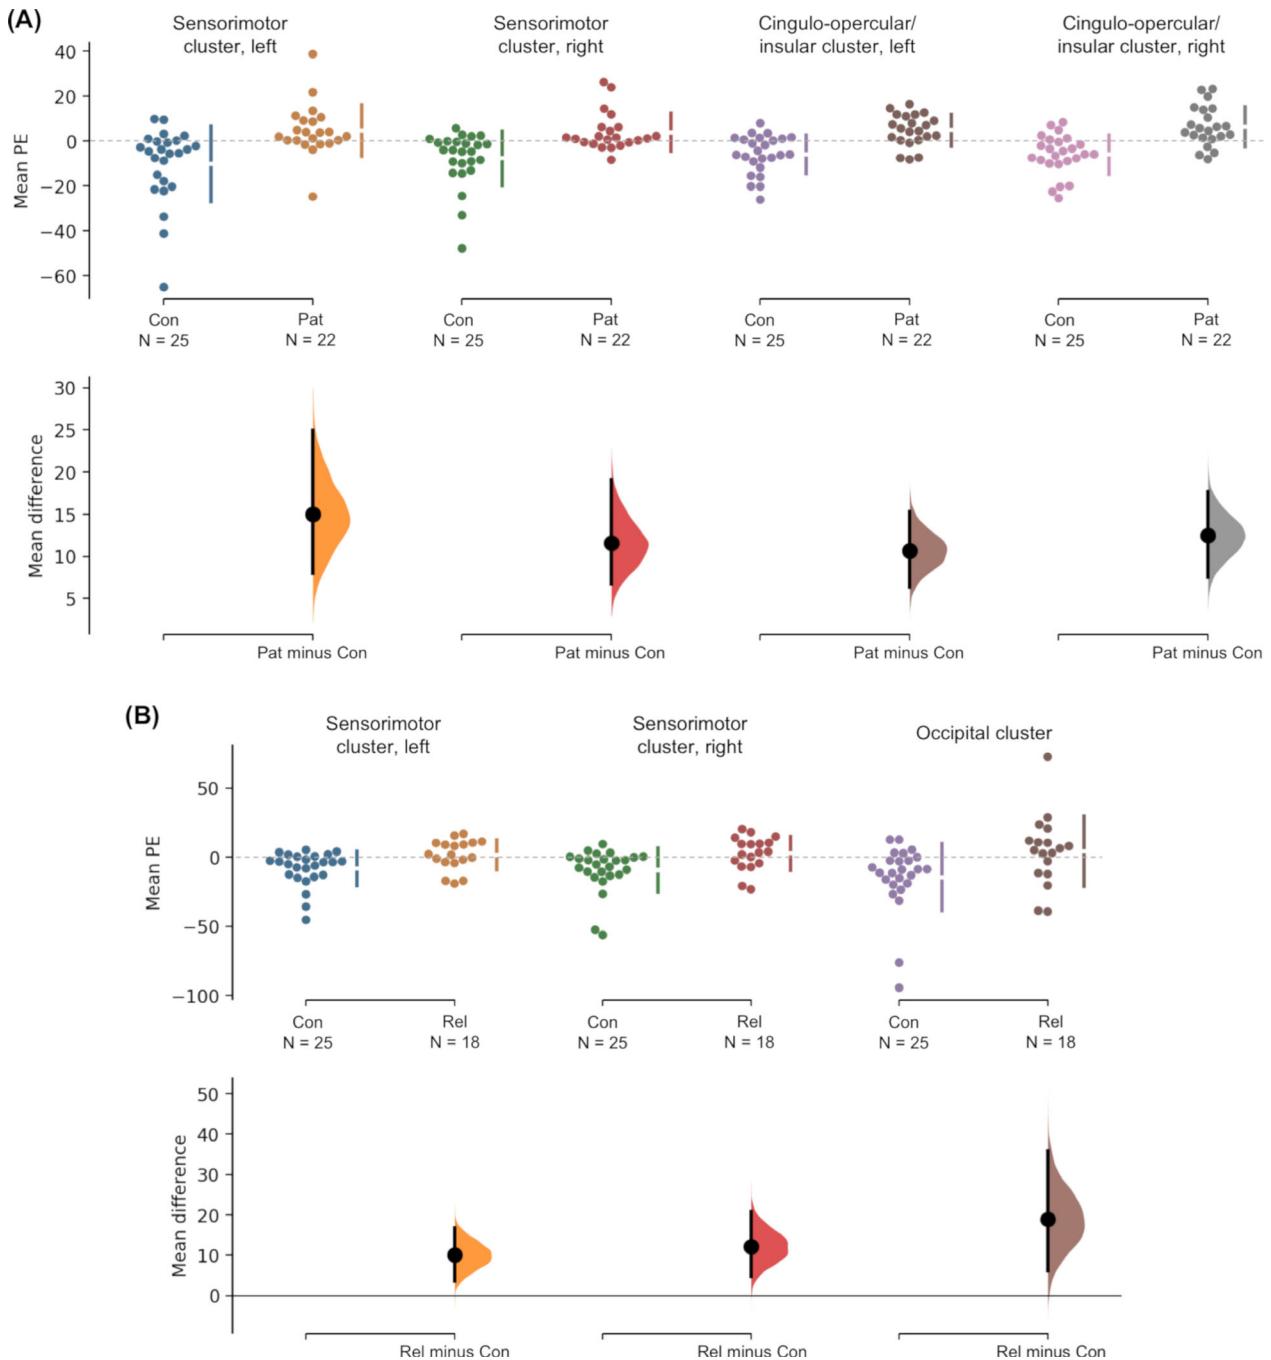 (A)
Sensorimotor
cluster, left
Sensorimotor
cluster, right
Cingulo-opercular/
insular cluster, left
Cingulo-opercular/
insular cluster, right
Mean PE
40
20
0
−20
−40
−60
Con
N = 25
Pat
N = 22
Con
N = 25
Pat
N = 22
Con
N = 25
Pat
N = 22
Con
N = 25
Pat
N = 22
Mean difference
30
25
20
15
10
5
Pat minus Con
Pat minus Con
Pat minus Con
Pat minus Con
(B)
Sensorimotor
cluster, left
Sensorimotor
cluster, right
Occipital cluster
Mean PE
50
0
−50
−100
Con
N = 25
Rel
N = 18
Con
N = 25
Rel
N = 18
Con
N = 25
Rel
N = 18
Mean difference
50
40
30
20
10
0
Rel minus Con
Rel minus Con
Rel minus Con